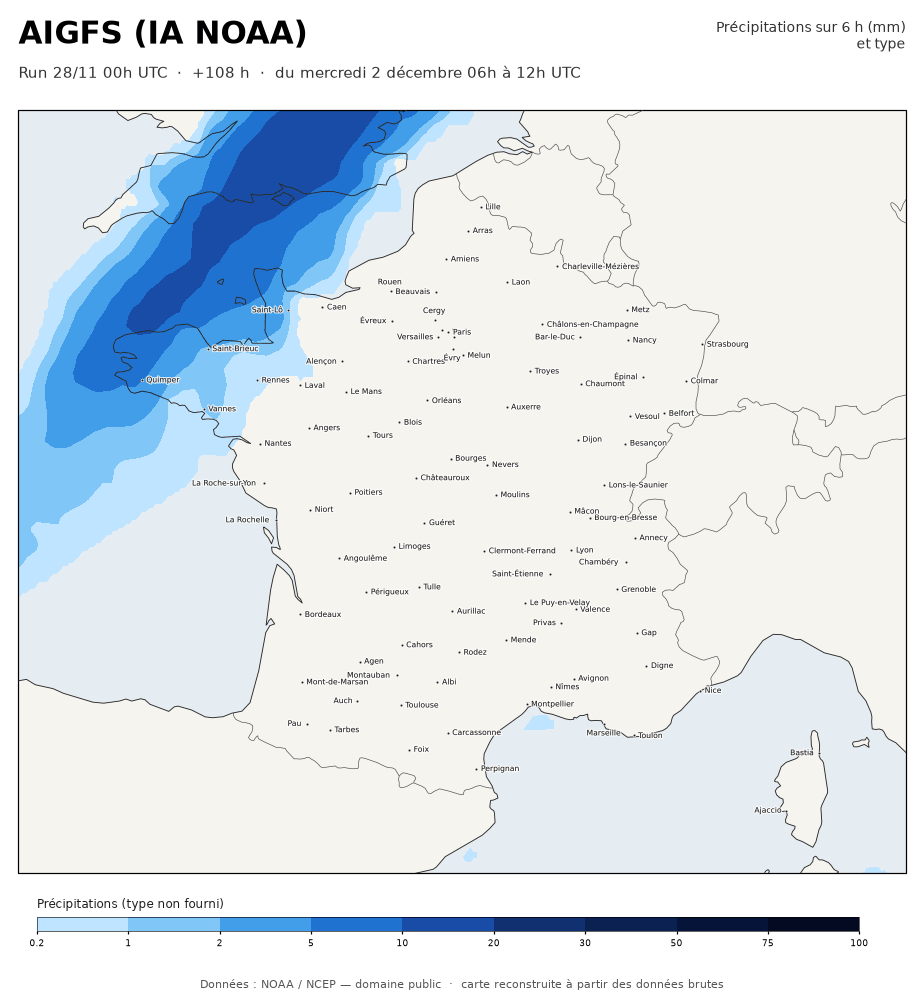 AIGFS (IA NOAA)
Précipitations sur 6 h (mm)
et type
Run 28/11 00h UTC · +108 h · du mercredi 2 décembre 06h à 12h UTC
Lille
Arras
Amiens
Charleville-Mézières
Rouen
Laon
Beauvais
Caen
Saint-Lô
Cergy
Metz
Évreux
Châlons-en-Champagne
Paris
Versailles
Bar-le-Duc
Nancy
Strasbourg
Saint-Brieuc
Évry
Melun
Alençon
Chartres
Troyes
Épinal
Quimper
Rennes
Laval
Chaumont
Colmar
Le Mans
Orléans
Auxerre
Vannes
Vesoul
Belfort
Blois
Angers
Tours
Dijon
Nantes
Besançon
Bourges
Nevers
Châteauroux
La Roche-sur-Yon
Lons-le-Saunier
Poitiers
Moulins
Niort
Mâcon
Bourg-en-Bresse
La Rochelle
Guéret
Annecy
Limoges
Clermont-Ferrand
Lyon
Angoulême
Chambéry
Saint-Étienne
Tulle
Grenoble
Périgueux
Le Puy-en-Velay
Valence
Aurillac
Bordeaux
Privas
Gap
Mende
Cahors
Rodez
Agen
Digne
Montauban
Mont-de-Marsan
Albi
Avignon
Nîmes
Nice
Auch
Toulouse
Montpellier
Pau
Tarbes
Carcassonne
Marseille
Toulon
Foix
Bastia
Perpignan
Ajaccio
Précipitations (type non fourni)
0.2 1 2 5 10 20 30 50 75 100
Données : NOAA / NCEP — domaine public · carte reconstruite à partir des données brutes